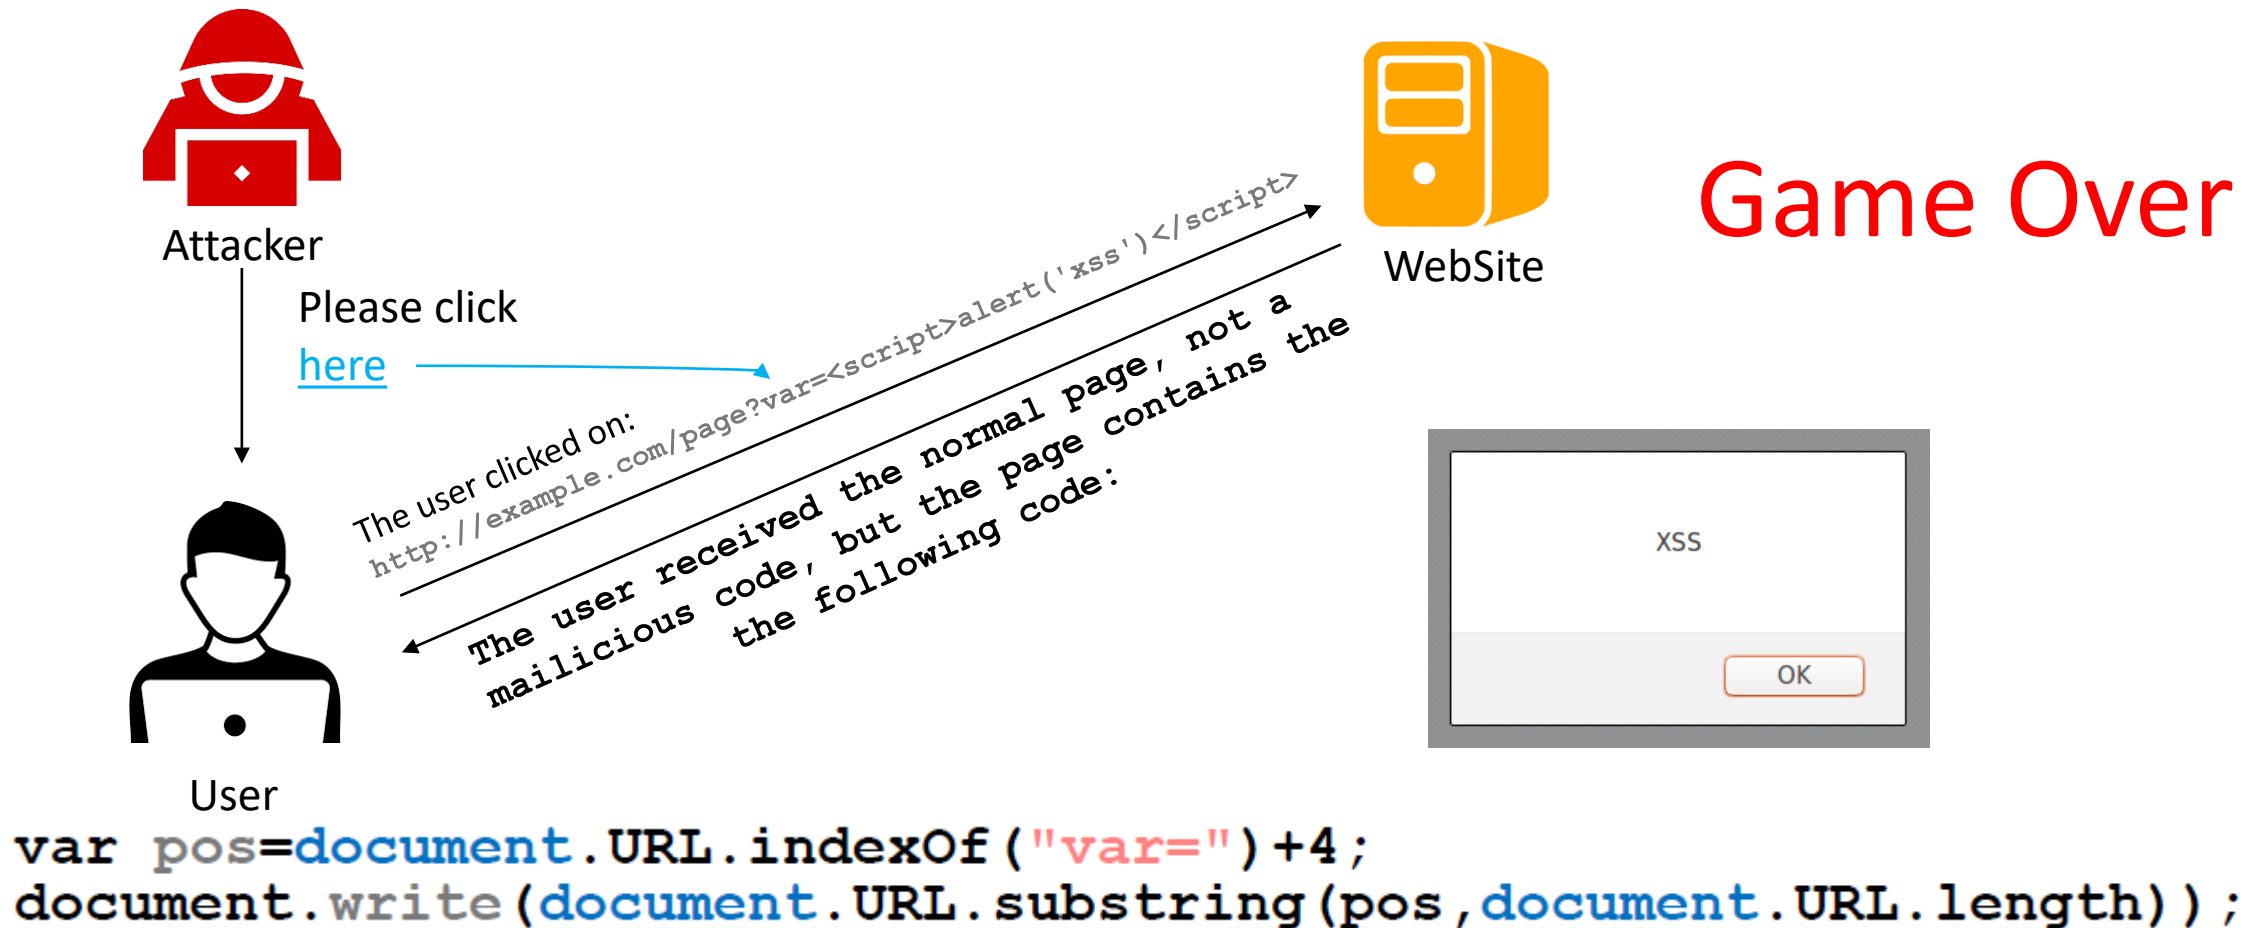 Attacker
Please click
here
The user clicked on:
http://example.com/page?var=<script>alert('xss')</script>
WebSite
Game Over
The user received the normal page, not a
mailicious code, but the page contains the
the following code:
XSS
OK
User
var pos=document.URL.indexOf("var=")+4;
document.write(document.URL.substring(pos,document.URL.length));